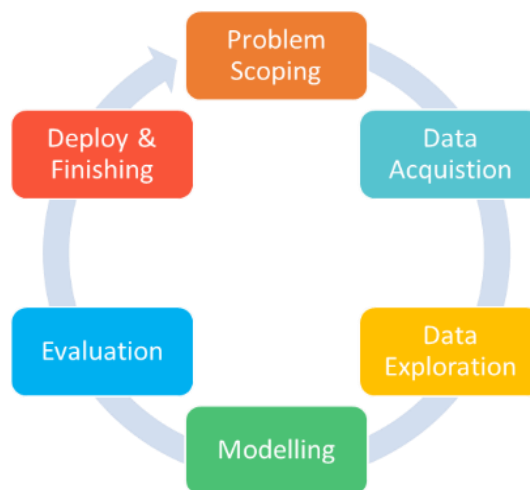 Problem
Scoping
Data
Acquistion
Data
Exploration
Modelling
Evaluation
Deploy &
Finishing